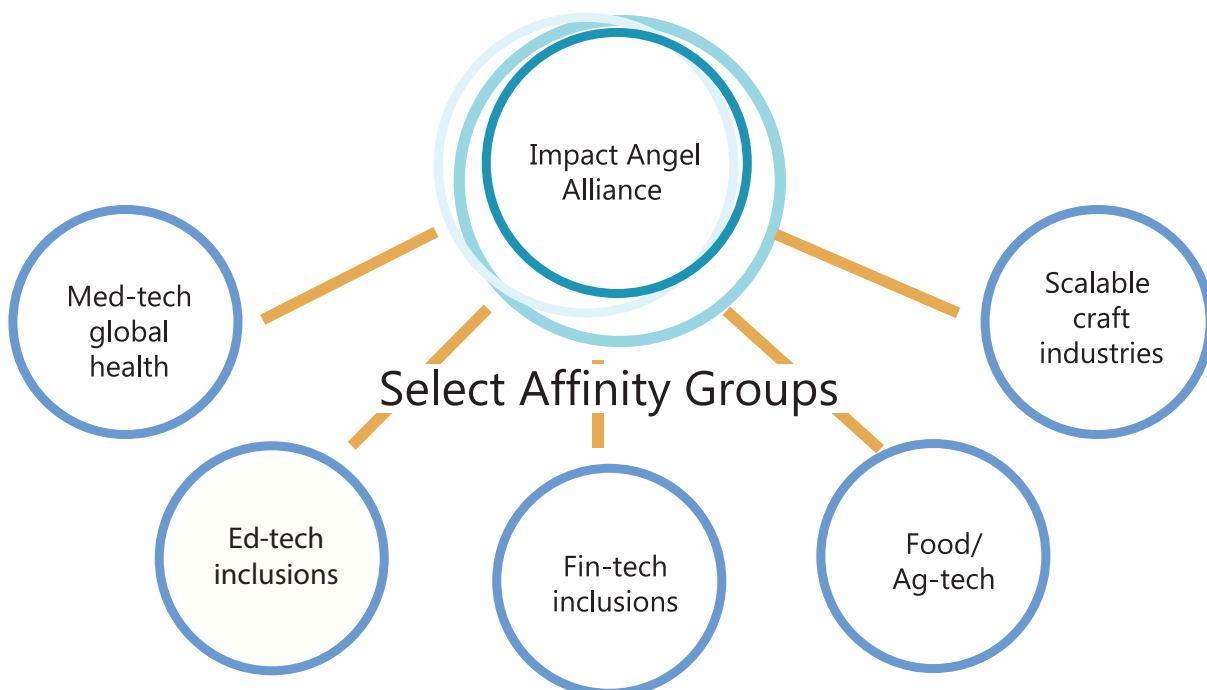 Impact Angel
Alliance
Med-tech
global
health
Scalable
craft
industries
Select Affinity Groups
Ed-tech
inclusions
Fin-tech
inclusions
Food/
Ag-tech